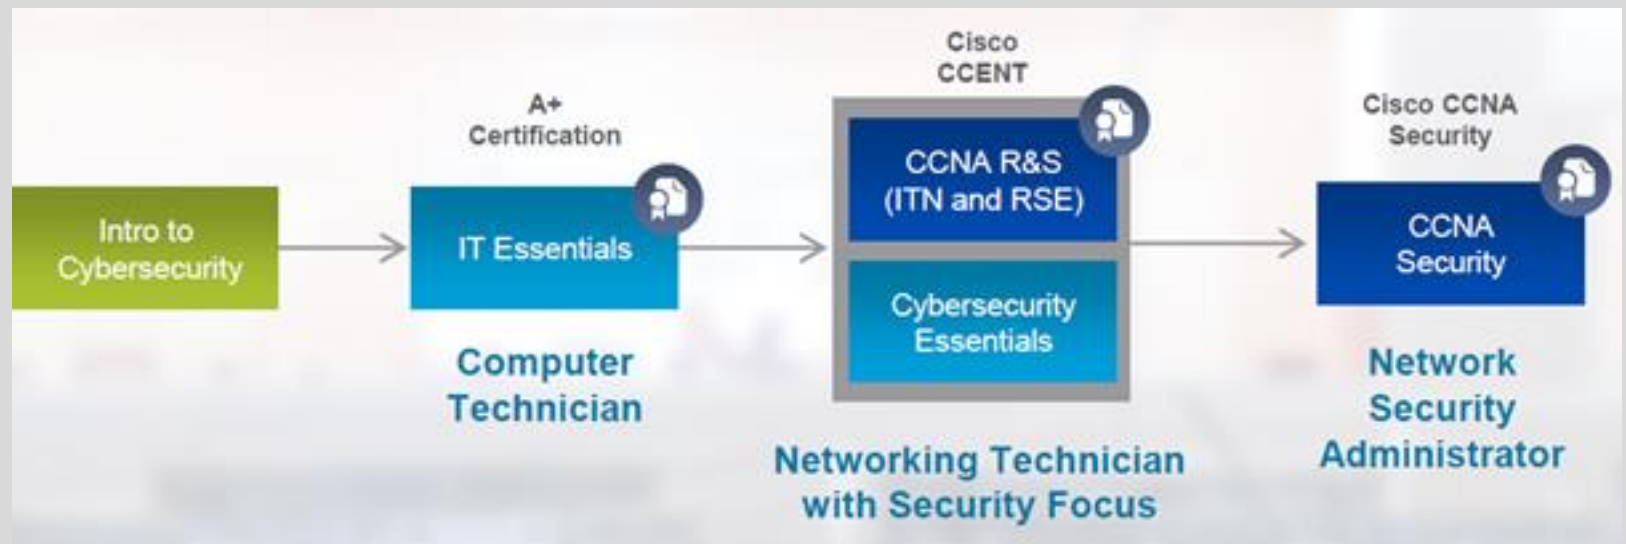 Intro to
Cybersecurity
A+
Certification
IT Essentials
Computer
Technician
Cisco
CCENT
CCNA R&S
(ITN and RSE)
Cybersecurity
Essentials
Networking Technician
with Security Focus
Cisco CCNA
Security
CCNA
Security
Network
Security
Administrator